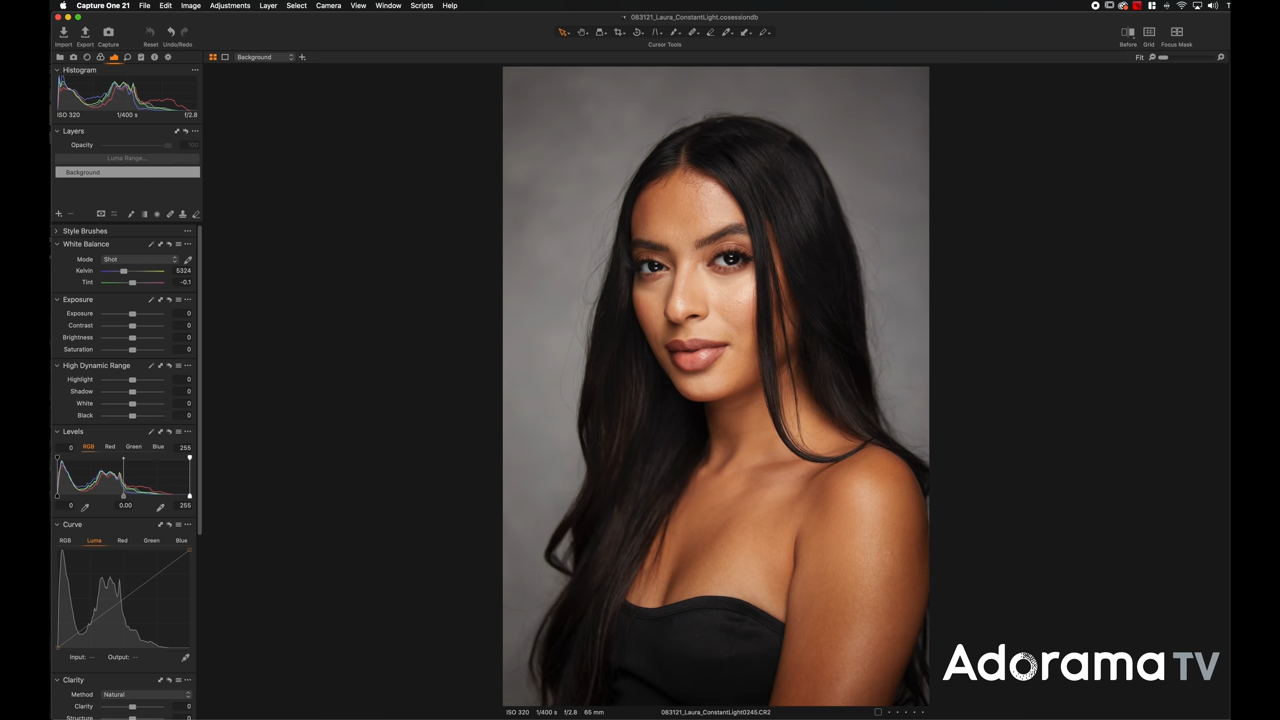 Capture One 21 File Edit Image Adjustments Layer Select Camera View Window Scripts Help
083121_Laura_ConstantLight.cosessiondb
Import Export Capture Reset Undo/Redo Cursor Tools Before Grid Focus Mask
Background Fit
Histogram
ISO 320 1/400 s f/2.8
Layers
Opacity 100
Luma Range...
Background
Style Brushes
White Balance
Mode Shot
Kelvin 5324
Tint -0.1
Exposure
Exposure 0
Contrast 0
Brightness 0
Saturation 0
High Dynamic Range
Highlight 0
Shadow 0
White 0
Black 0
Levels
0 RGB Red Green Blue 255
0 0.00 255
Curve
RGB Luma Red Green Blue
Input: -- Output: --
Clarity
Method Natural
Clarity 0
Structure 0
ISO 320 1/400 s f/2.8 65 mm 083121_Laura_ConstantLight0245.CR2
Adorama TV